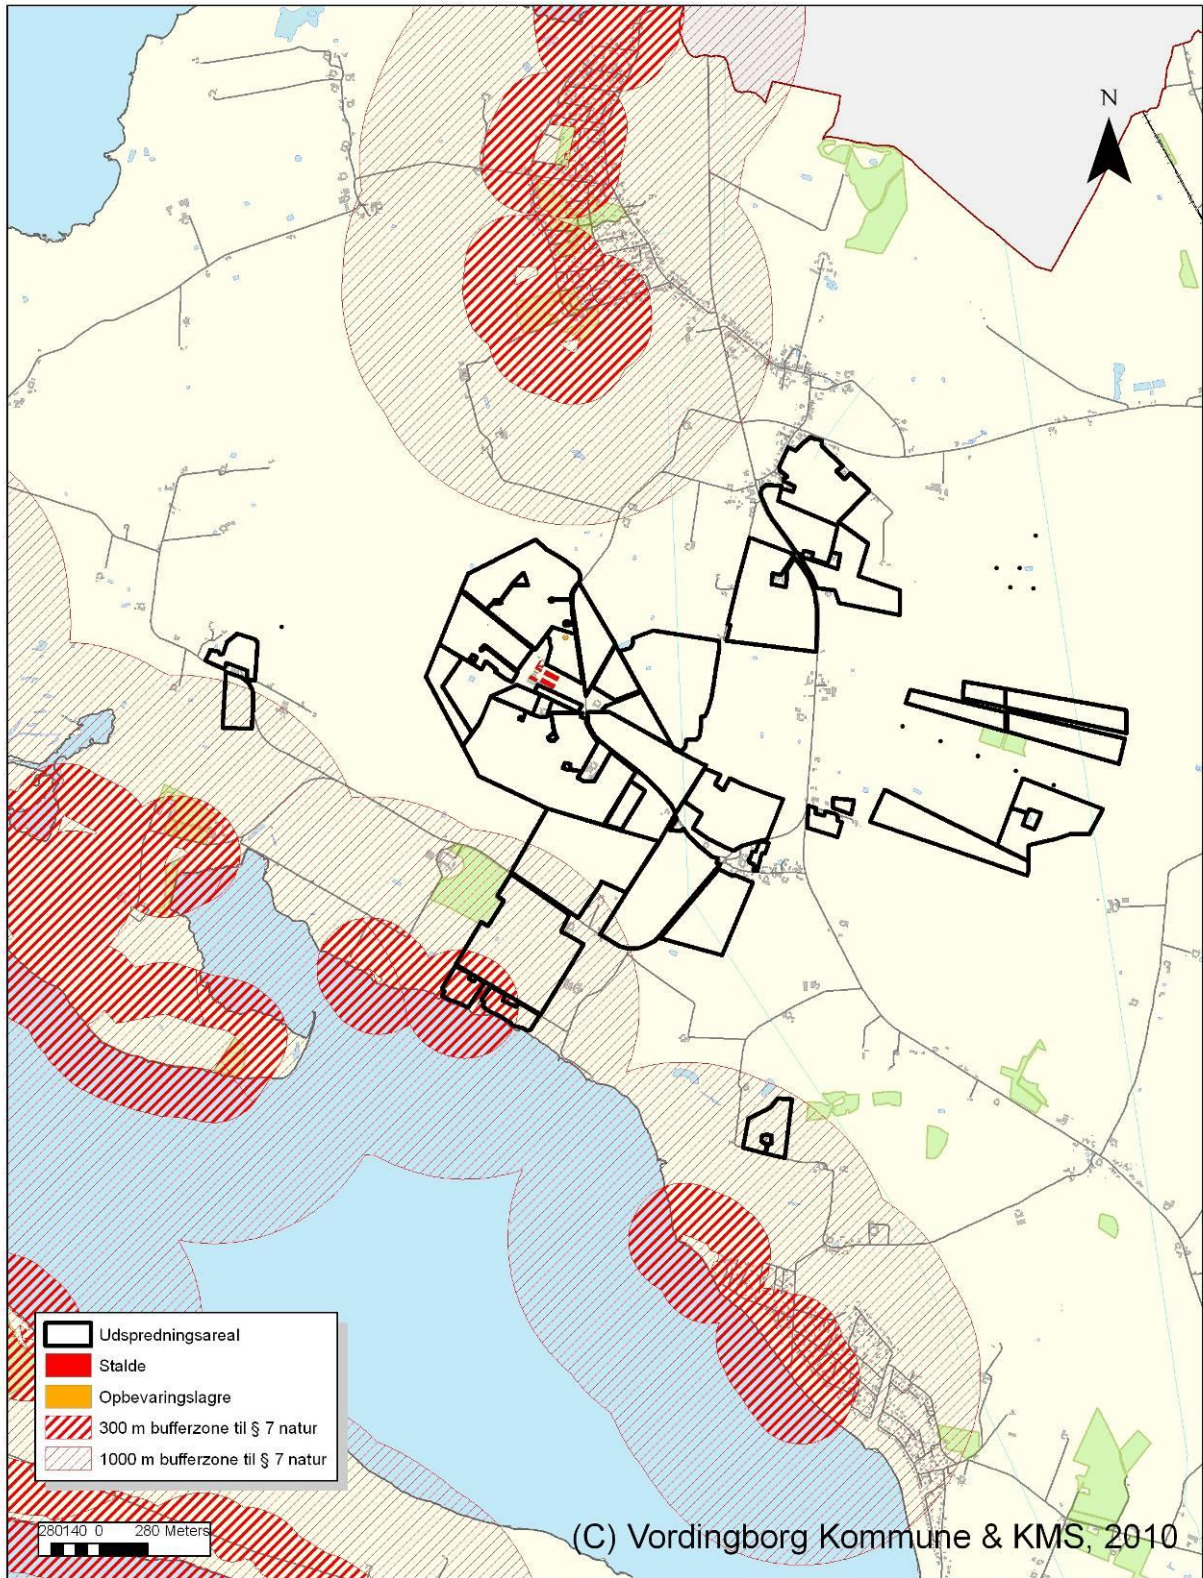 N
Udspredningsareal
Stalde
Opbevaringslagre
300 m bufferzone til § 7 natur
1000 m bufferzone til § 7 natur
280140 0 280 Meters
(C) Vordingborg Kommune & KMS, 2010